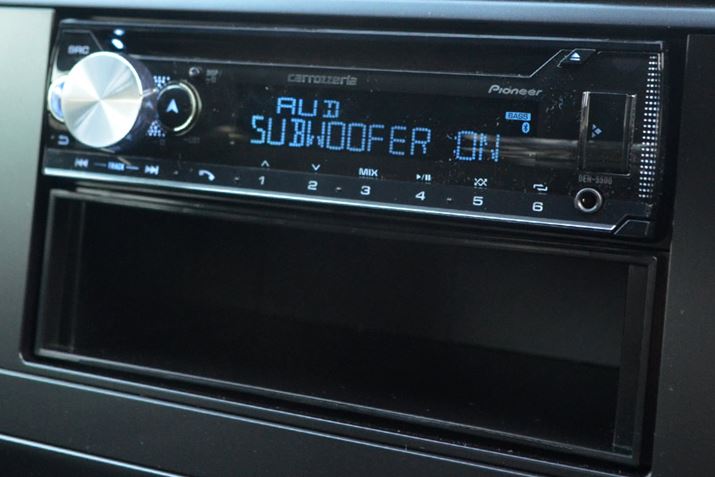 SRC
carrozzeria
Pioneer
AUD
BASS
SUBWOOFER ON
TRACK
MIX
1
2
3
4
5
6
DEH-5500